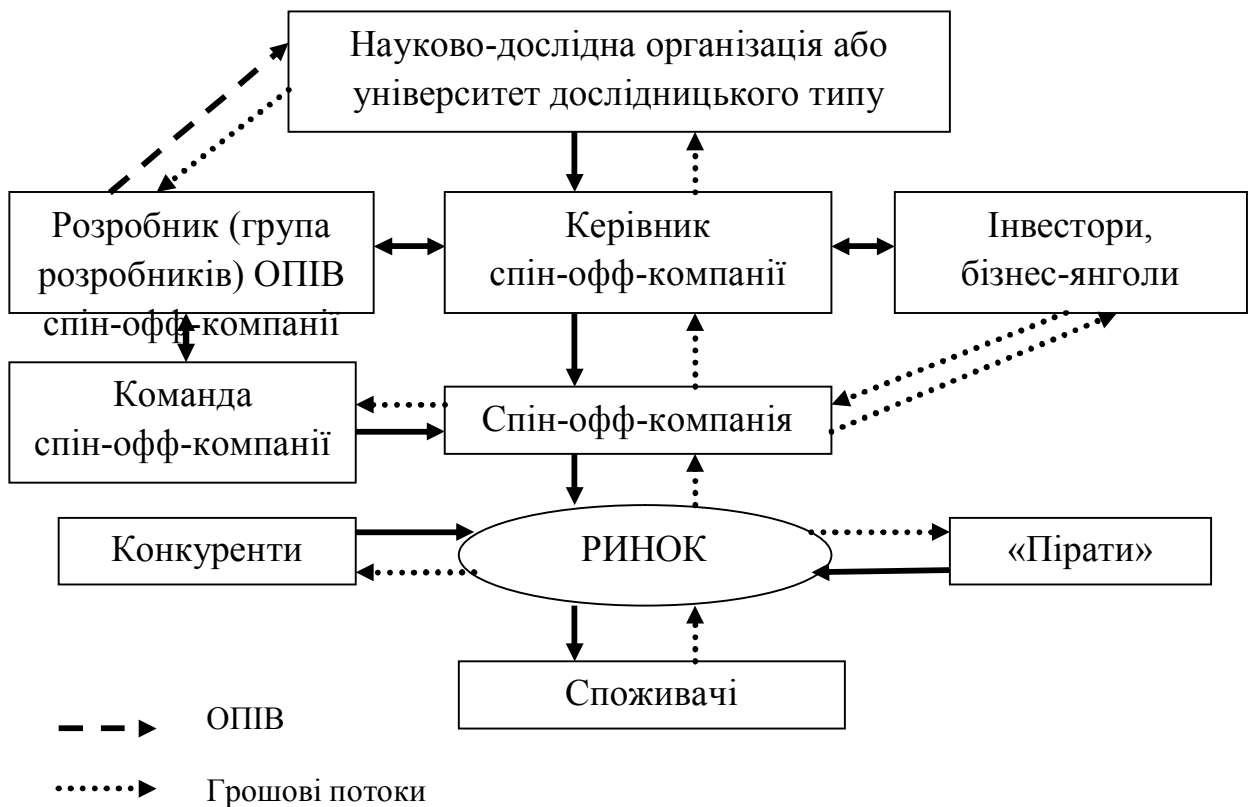 Науково-дослідна організація або
університет дослідницького типу
Розробник (група
розробників) ОПІВ
спін-офф-компанії
Керівник
спін-офф-компанії
Інвестори,
бізнес-янголи
Команда
спін-офф-компанії
Спін-офф-компанія
Конкуренти
РИНОК
«Пірати»
Споживачі
ОПІВ
Грошові потоки